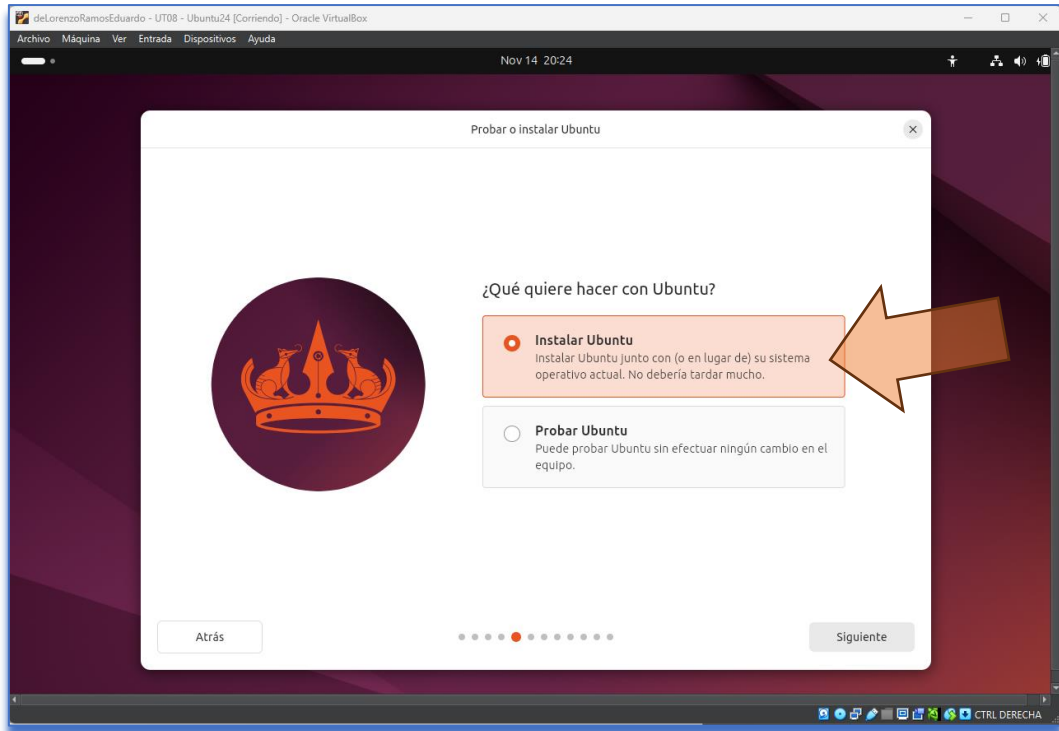 deLorenzoRamosEduardo - UT08 - Ubuntu24 [Corriendo] - Oracle VirtualBox
Archivo Máquina Ver Entrada Dispositivos Ayuda
Nov 14 20:24
Probar o instalar Ubuntu
¿Qué quiere hacer con Ubuntu?
Instalar Ubuntu
Instalar Ubuntu junto con (o en lugar de) su sistema
operativo actual. No debería tardar mucho.
Probar Ubuntu
Puede probar Ubuntu sin efectuar ningún cambio en el
equipo.
Atrás
Siguiente
CTRL DERECHA